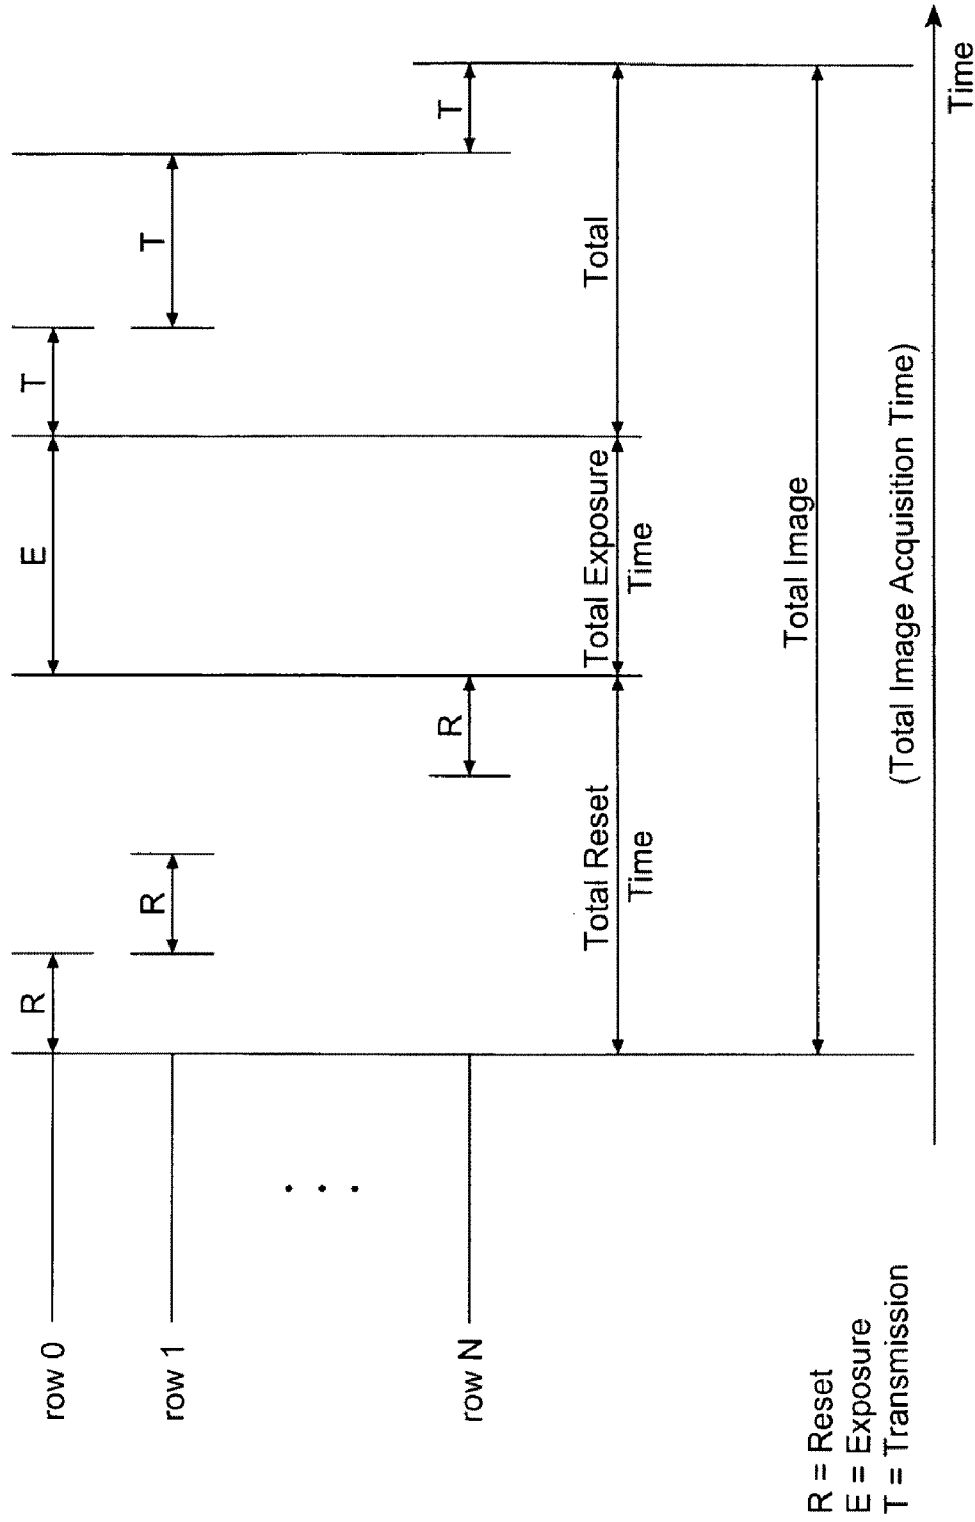 row 0
R
E
T
row 1
R
T
row N
R
T
Total Reset
Time
Total Exposure
Time
Total
Total Image
(Total Image Acquisition Time)
Time
R = Reset
E = Exposure
T = Transmission